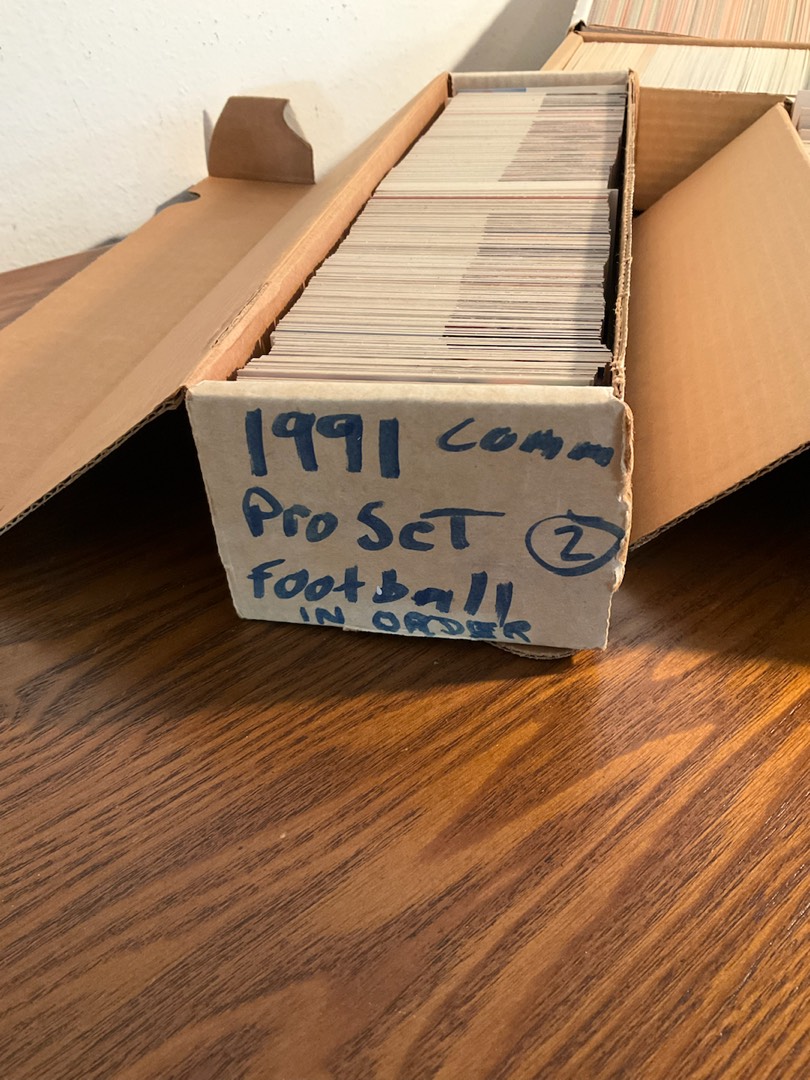 1991 Comm
Pro SeT 2
football
IN ORDER